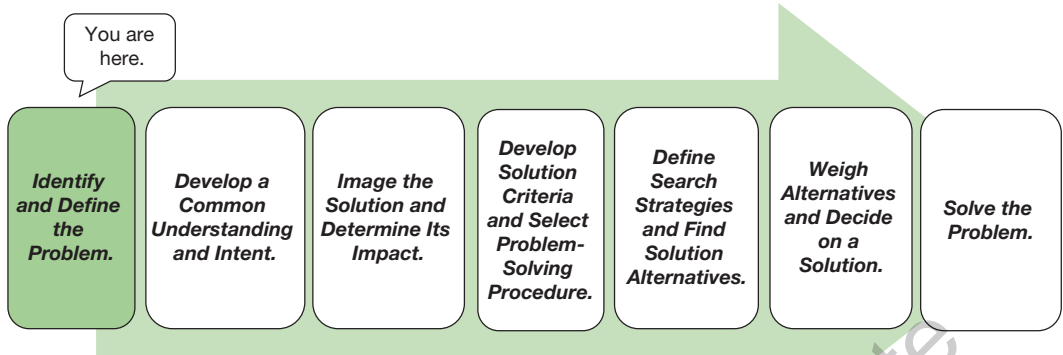 You are
here.
Identify
and Define
the
Problem.
Develop a
Common
Understanding
and Intent.
Image the
Solution and
Determine Its
Impact.
Develop
Solution
Criteria
and Select
Problem-
Solving
Procedure.
Define
Search
Strategies
and Find
Solution
Alternatives.
Weigh
Alternatives
and Decide
on a
Solution.
Solve the
Problem.